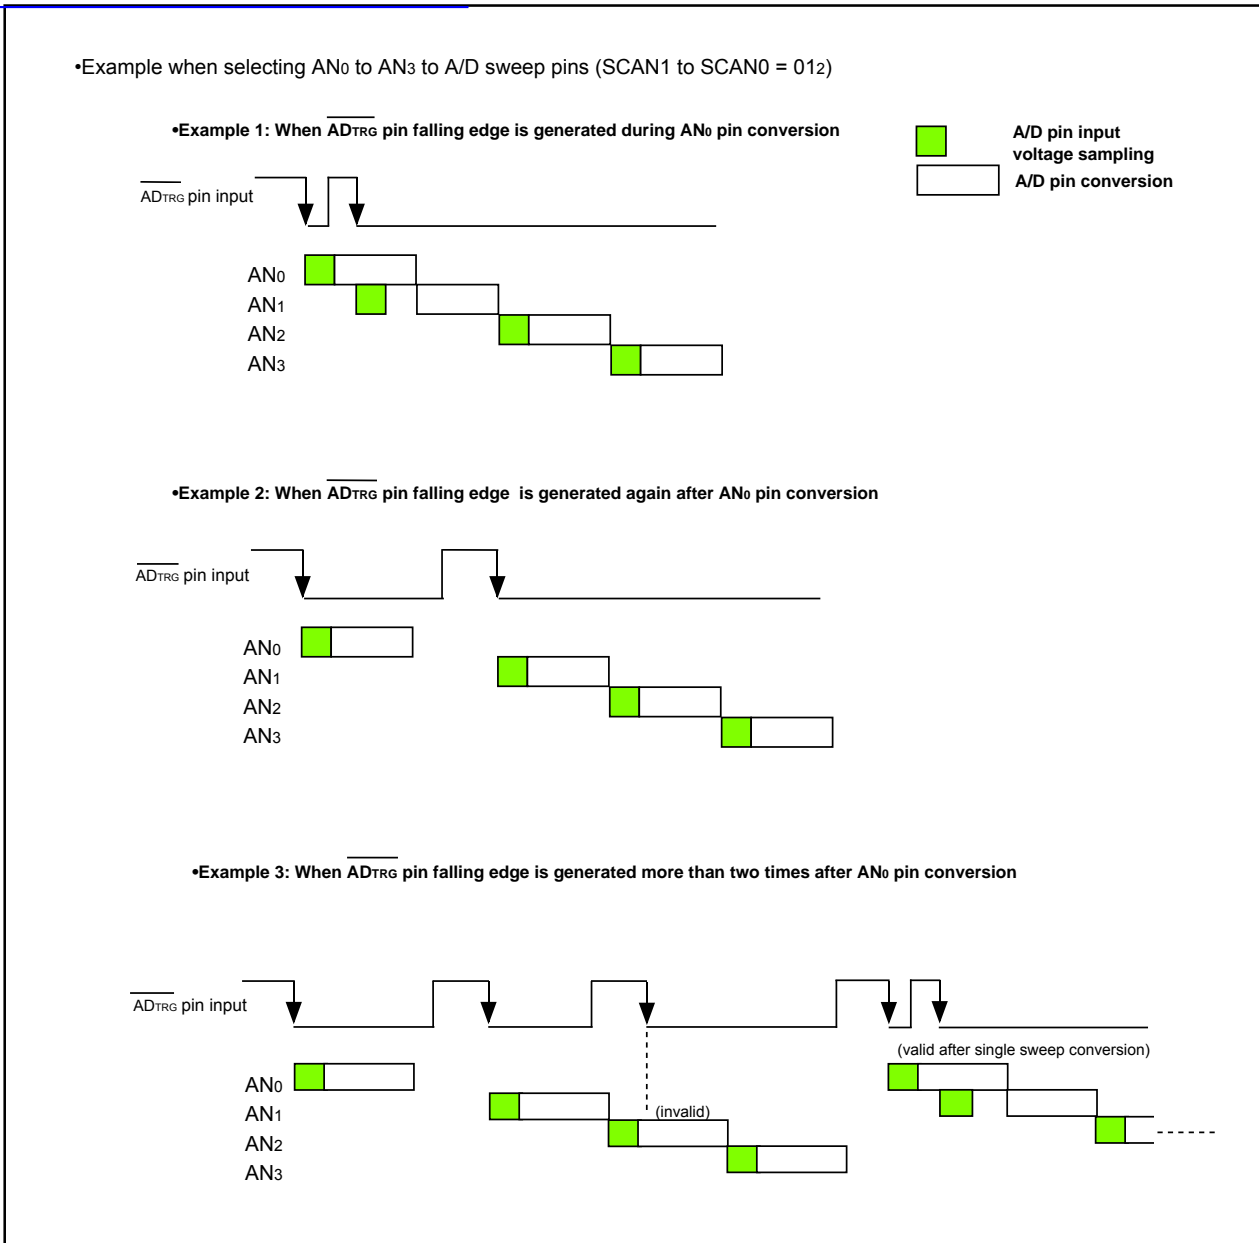 •Example when selecting AN0 to AN3 to A/D sweep pins (SCAN1 to SCAN0 = 012)
•Example 1: When ADTRG pin falling edge is generated during AN0 pin conversion
A/D pin input
voltage sampling
A/D pin conversion
ADTRG pin input
AN0
AN1
AN2
AN3
•Example 2: When ADTRG pin falling edge is generated again after AN0 pin conversion
ADTRG pin input
AN0
AN1
AN2
AN3
•Example 3: When ADTRG pin falling edge is generated more than two times after AN0 pin conversion
ADTRG pin input
(valid after single sweep conversion)
AN0
AN1
(invalid)
AN2
AN3